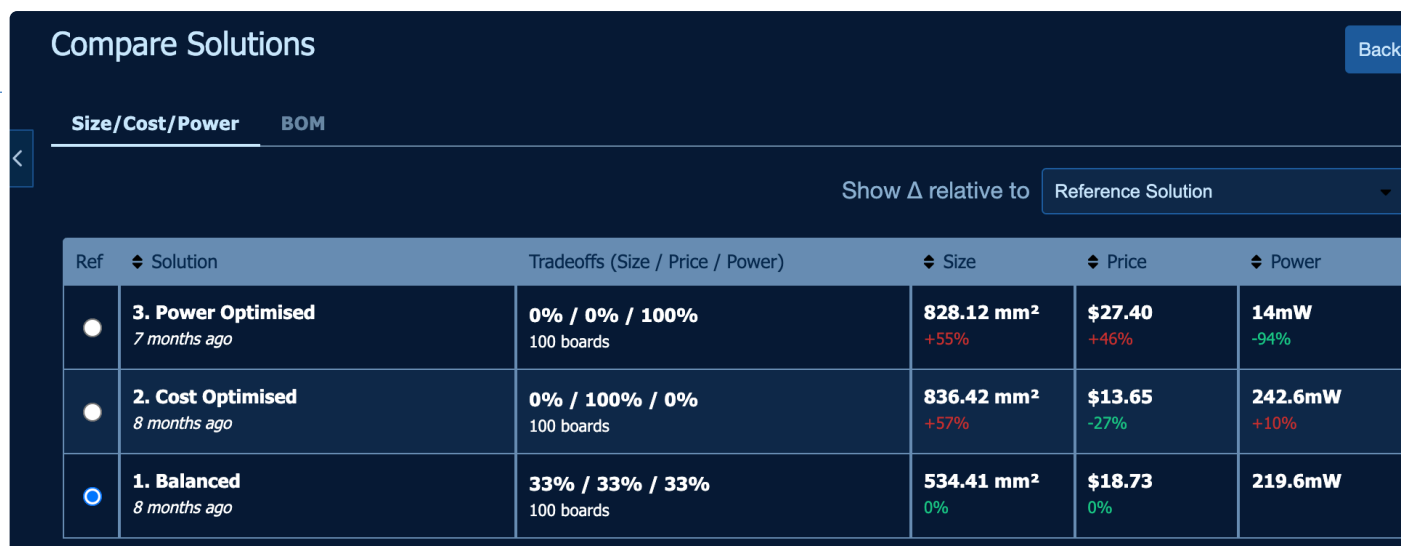 Compare Solutions
Back
Size/Cost/Power BOM
Show Δ relative to Reference Solution
Ref Solution Tradeoffs (Size / Price / Power) Size Price Power
3. Power Optimised 0% / 0% / 100% 828.12 mm² $27.40 14mW
7 months ago 100 boards +55% +46% -94%
2. Cost Optimised 0% / 100% / 0% 836.42 mm² $13.65 242.6mW
8 months ago 100 boards +57% -27% +10%
1. Balanced 33% / 33% / 33% 534.41 mm² $18.73 219.6mW
8 months ago 100 boards 0% 0%